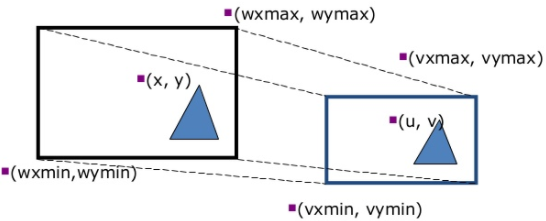 (wxmax, wymax)
(vxmax, vymax)
(x, y)
(u, v)
(wxmin,wymin)
(vxmin, vymin)